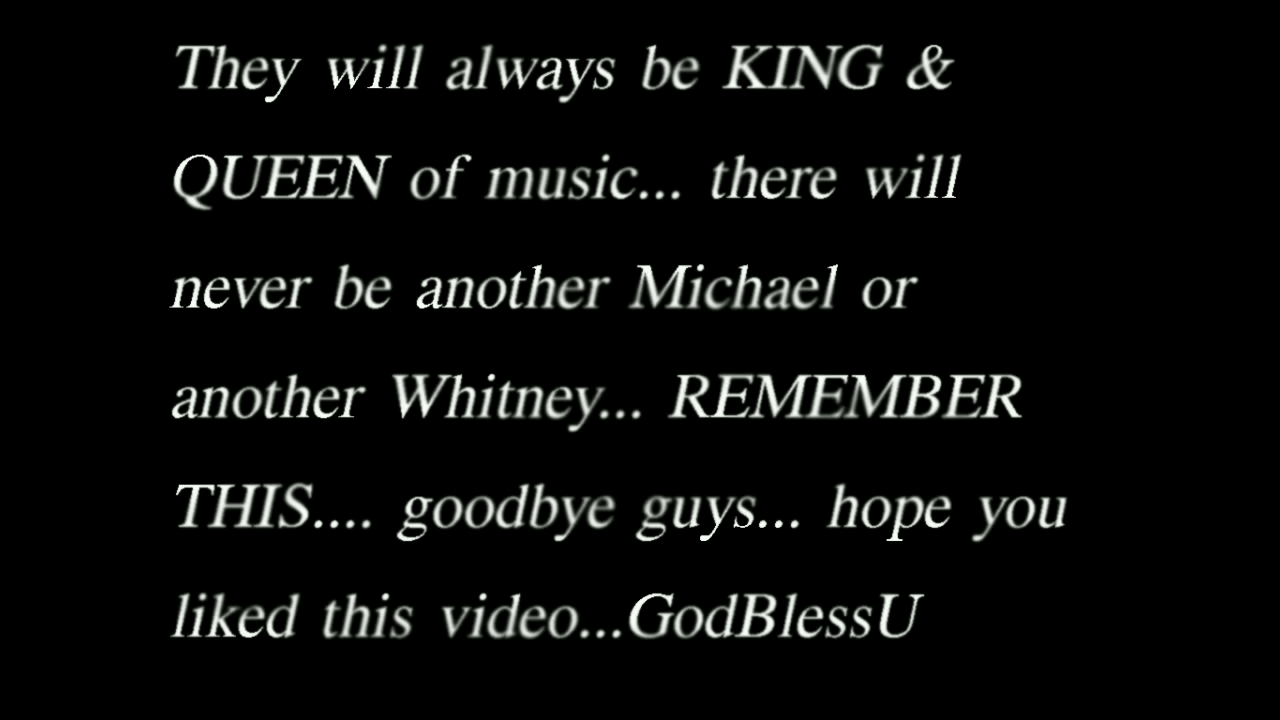 They will always be KING &
QUEEN of music... there will
never be another Michael or
another Whitney... REMEMBER
THIS.... goodbye guys... hope you
liked this video...GodBlessU